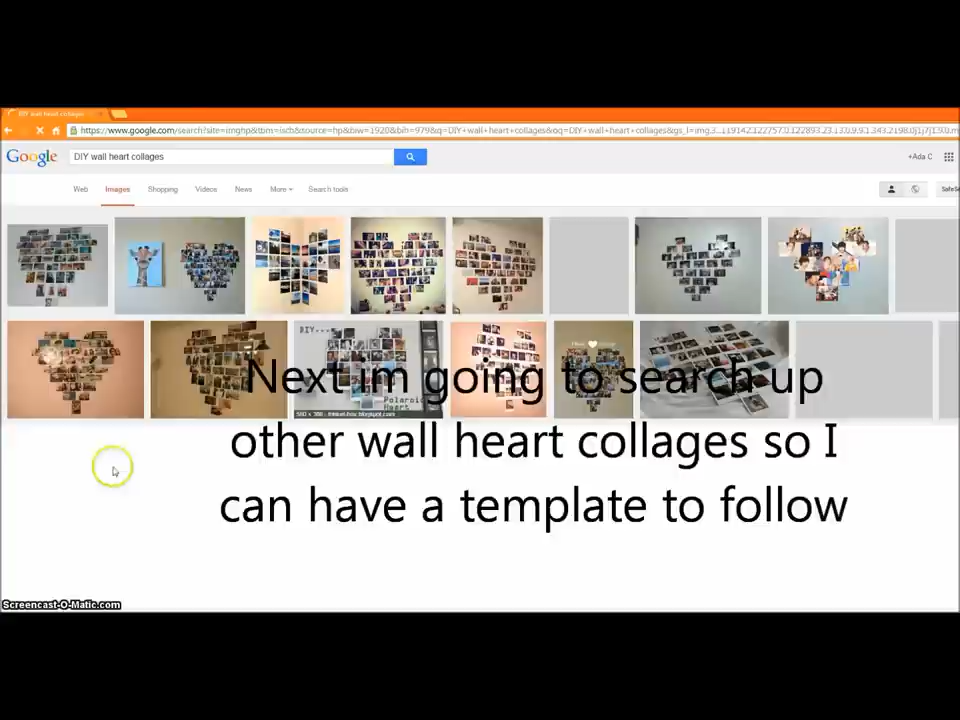 DIY wall heart collages
Google
DIY wall heart collages
+Ada C
Web Images Shopping Videos News More Search tools
DIY...
Polaroid
Heart
Next im going to search up
other wall heart collages so I
can have a template to follow
Screencast-O-Matic.com